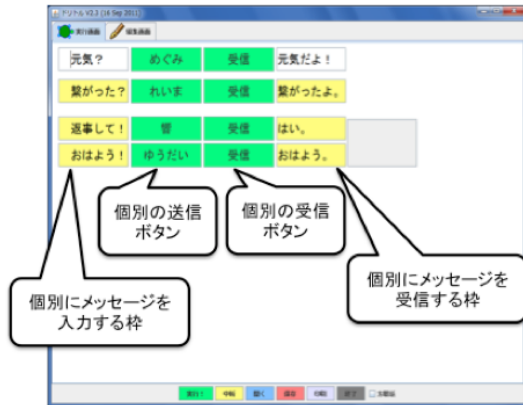 ドリトル V2.3 (16 Sep 2011)
実行画面 編集画面
元気? めぐみ 受信 元気だよ!
繋がった? れいま 受信 繋がったよ。
返事して! 響 受信 はい。
おはよう! ゆうだい 受信 おはよう。
個別の送信
ボタン
個別の受信
ボタン
個別にメッセージを
入力する枠
個別にメッセージを
受信する枠
実行! 中断 開く 保存 印刷 終了